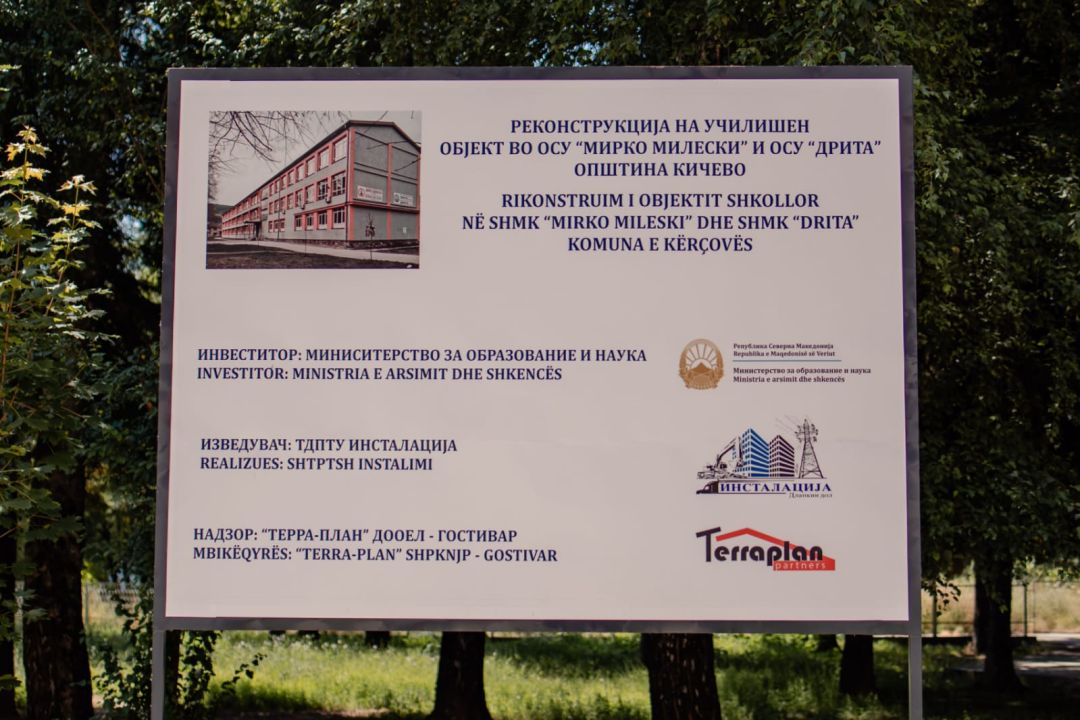 РЕКОНСТРУКЦИЈА НА УЧИЛИШЕН
ОБЈЕКТ ВО ОСУ “МИРКО МИЛЕСКИ” И ОСУ “ДРИТА”
ОПШТИНА КИЧЕВО
RIKONSTRUIM I OBJEKTIT SHKOLLOR
NË SHMK “MIRKO MILESKI” DHE SHMK “DRITA”
KOMUNA E KËRÇOVËS
ИНВЕСТИТОР: МИНИСИТЕРСТВО ЗА ОБРАЗОВАНИЕ И НАУКА
INVESTITOR: MINISTRIA E ARSIMIT DHE SHKENCËS
Република Северна Македонија
Republika e Maqedonisë së Veriut
Министерство за образование и наука
Ministria e arsimit dhe shkencës
ИЗВЕДУВАЧ: ТДПТУ ИНСТАЛАЦИЈА
REALIZUES: SHTPTSH INSTALIMI
ИНСТАЛАЦИЈА
НАДЗОР: “ТЕРРА-ПЛАН” ДООЕЛ - ГОСТИВАР
MBIKËQYRËS: “TERRA-PLAN” SHPKNJP - GOSTIVAR
Terraplan
partners